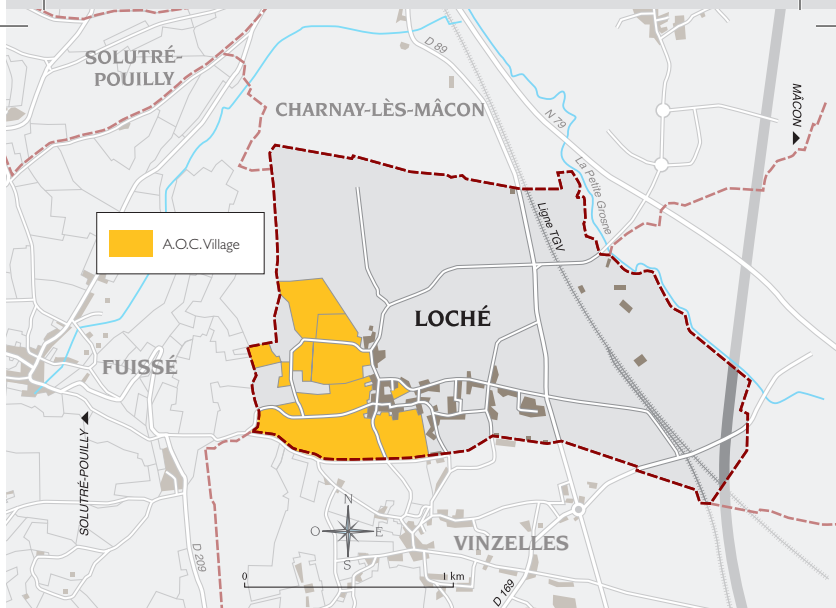 D 89
SOLUTRÉ-
POUILLY
MÂCON
CHARNAY-LÈS-MÂCON
N 79
La Petite Grosne
Ligne TGV
A.O.C. Village
LOCHÉ
FUISSÉ
SOLUTRÉ-POUILLY
N
O
E
S
VINZELLES
D 209
0
1 km
D 169